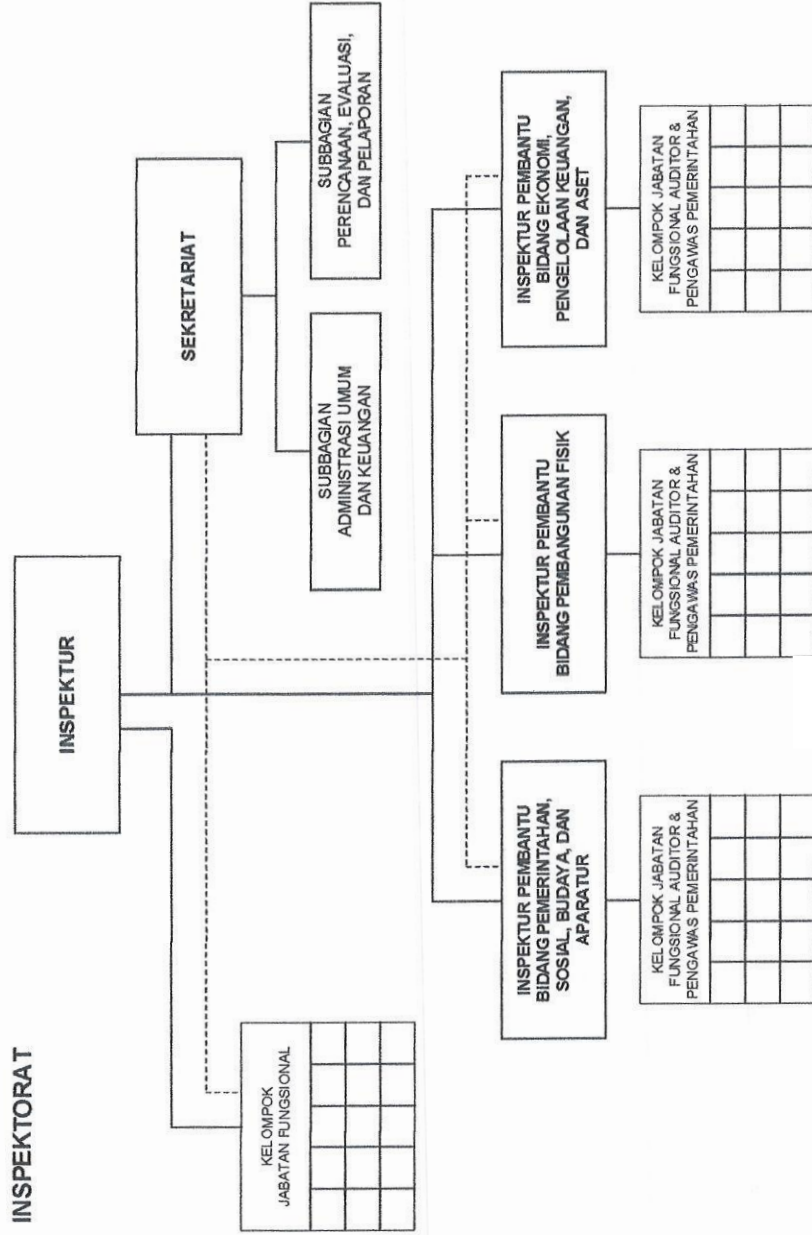 INSPEKTORAT
INSPEKTUR
KELOMPOK
JABATAN FUNGSIONAL
SEKRETARIAT
SUBBAGIAN
ADMINISTRASI UMUM
DAN KEUANGAN
SUBBAGIAN
PERENCANAAN, EVALUASI,
DAN PELAPORAN
INSPEKTUR PEMBANTU
BIDANG PEMERINTAHAN,
SOSIAL, BUDAYA, DAN
APARATUR
INSPEKTUR PEMBANTU
BIDANG PEMBANGUNAN FISIK
INSPEKTUR PEMBANTU
BIDANG EKONOMI,
PENGELOLAAN KEUANGAN,
DAN ASET
KELOMPOK JABATAN
FUNGSIONAL AUDITOR &
PENGAWAS PEMERINTAHAN
KELOMPOK JABATAN
FUNGSIONAL AUDITOR &
PENGAWAS PEMERINTAHAN
KELOMPOK JABATAN
FUNGSIONAL AUDITOR &
PENGAWAS PEMERINTAHAN